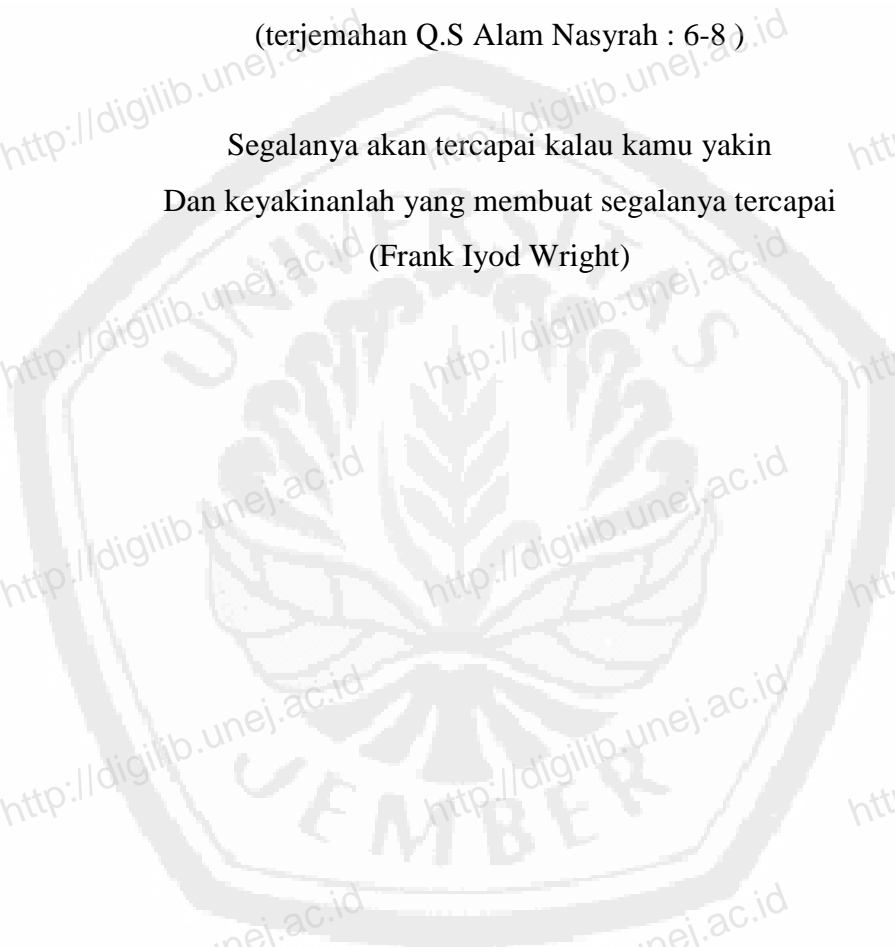 (terjemahan Q.S Alam Nasyrah : 6-8 )
Segalanya akan tercapai kalau kamu yakin
Dan keyakinanlah yang membuat segalanya tercapai
(Frank Iyod Wright)
UNIVERSITAS
JEMBER
http://digilib.unej.ac.id
http://digilib.unej.ac.id
http://digilib.unej.ac.id
http://digilib.unej.ac.id
http://digilib.unej.ac.id
http://digilib.unej.ac.id
http://digilib.unej.ac.id
http://digilib.unej.ac.id